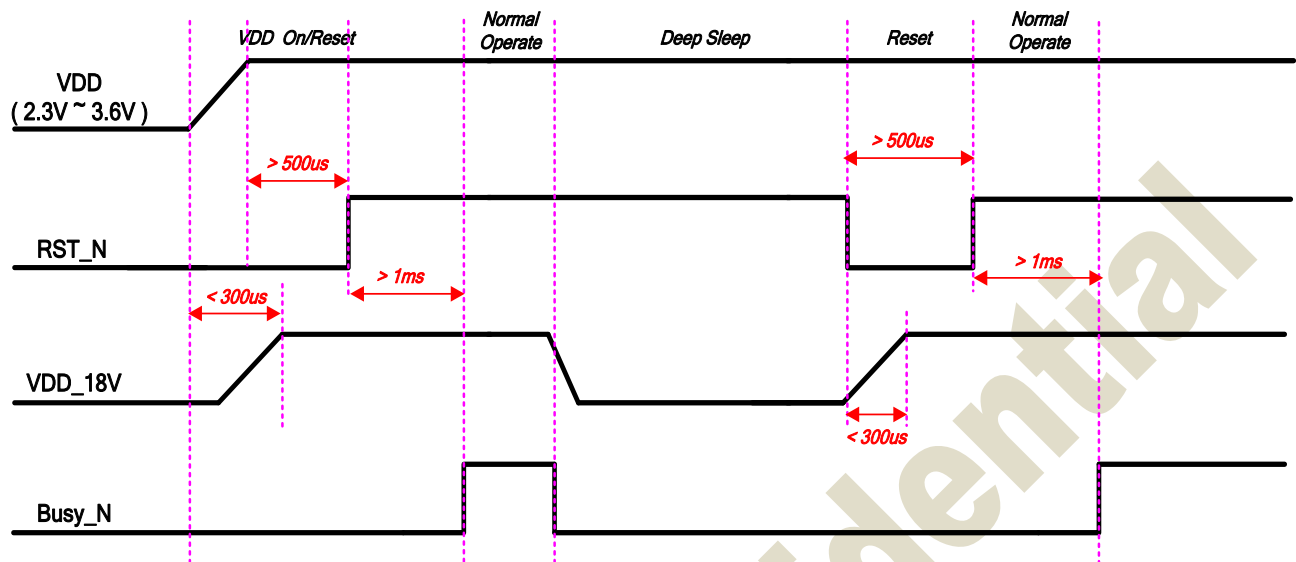 VDD On/Reset
Normal
Operate
Deep Sleep
Reset
Normal
Operate
VDD
( 2.3V ~ 3.6V )
> 500us
> 500us
RST_N
> 1ms
> 1ms
< 300us
VDD_18V
< 300us
Busy_N
idential